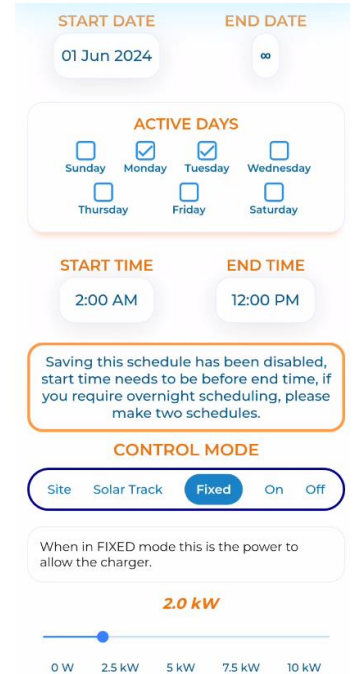 START DATE END DATE
01 Jun 2024 ∞
ACTIVE DAYS
Sunday Monday Tuesday Wednesday
Thursday Friday Saturday
START TIME END TIME
2:00 AM 12:00 PM
Saving this schedule has been disabled,
start time needs to be before end time, if
you require overnight scheduling, please
make two schedules.
CONTROL MODE
Site Solar Track Fixed On Off
When in FIXED mode this is the power to
allow the charger.
2.0 kW
0 W 2.5 kW 5 kW 7.5 kW 10 kW